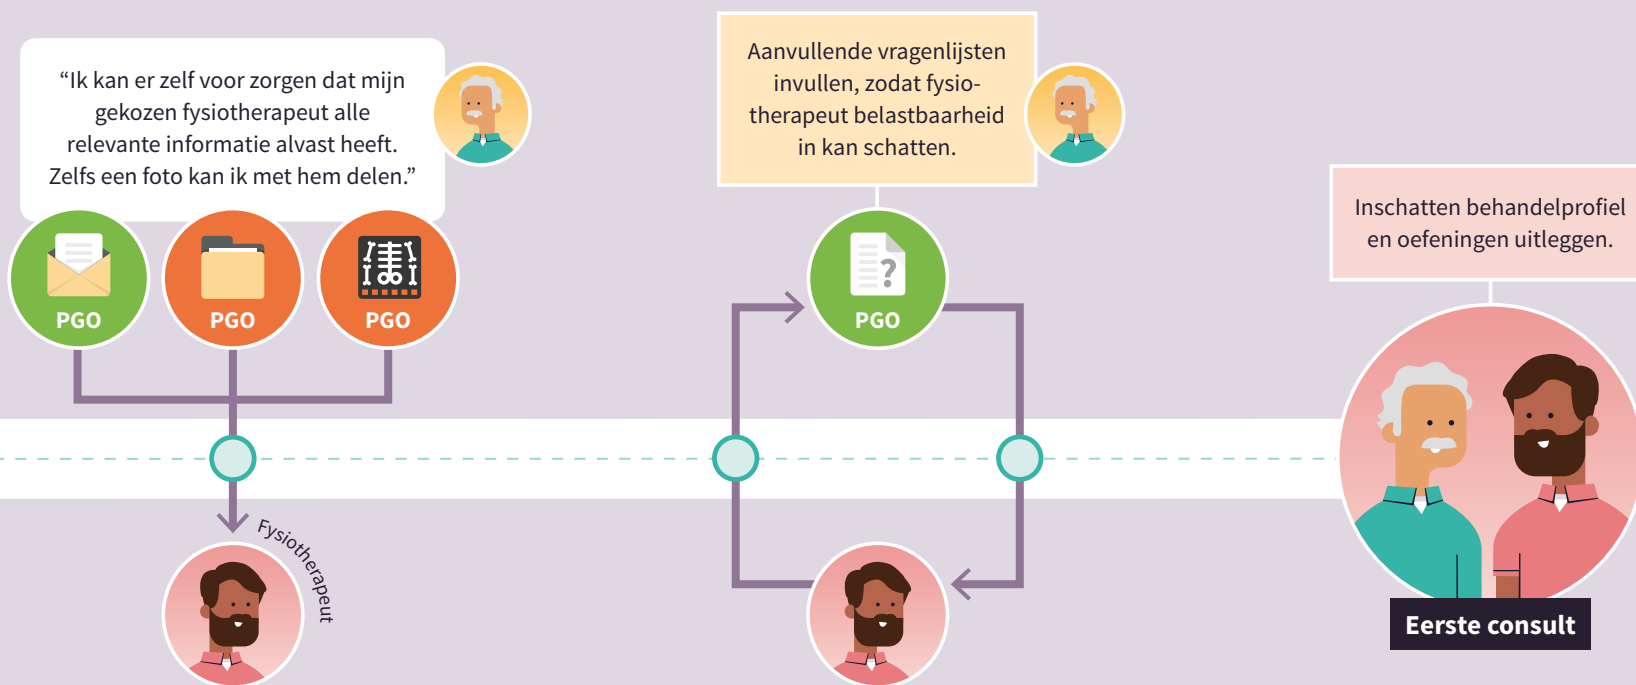 “Ik kan er zelf voor zorgen dat mijn
gekozen fysiotherapeut alle
relevante informatie alvast heeft.
Zelfs een foto kan ik met hem delen.”
PGO
PGO
PGO
Fysiotherapeut
Aanvullende vragenlijsten
invullen, zodat fysio-
therapeut belastbaarheid
in kan schatten.
?
PGO
Inschatten behandelprofiel
en oefeningen uitleggen.
Eerste consult